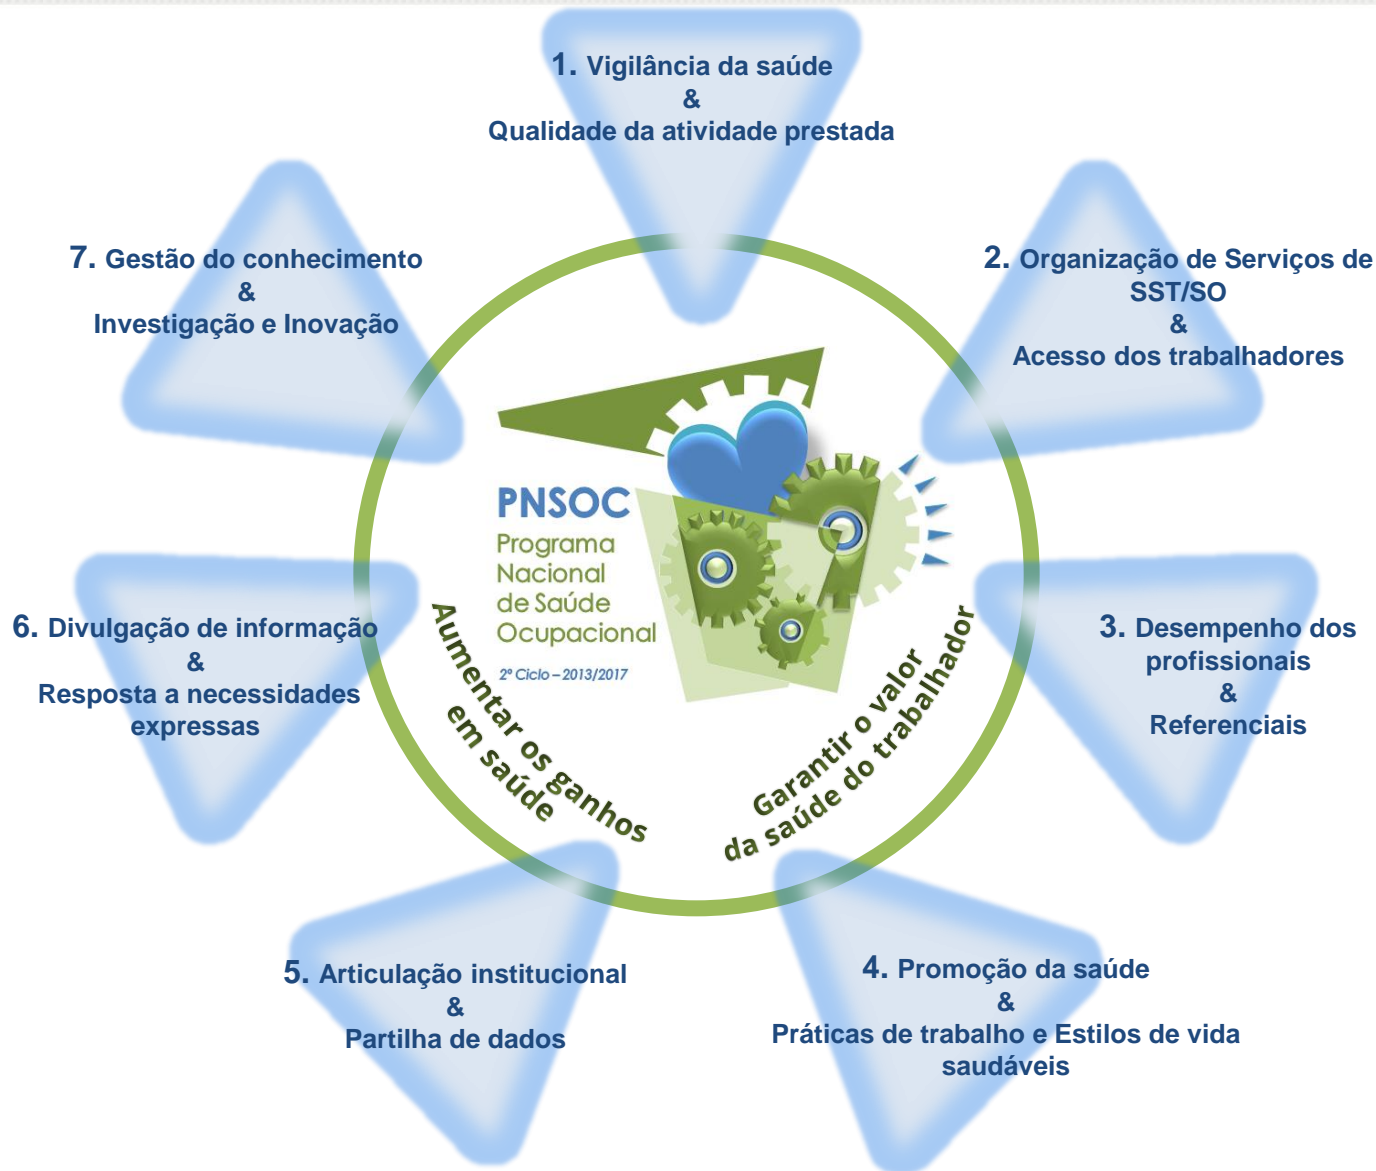 1. Vigilância da saúde
&
Qualidade da atividade prestada
2. Organização de Serviços de
SST/SO
&
Acesso dos trabalhadores
3. Desempenho dos
profissionais
&
Referenciais
4. Promoção da saúde
&
Práticas de trabalho e Estilos de vida
saudáveis
5. Articulação institucional
&
Partilha de dados
6. Divulgação de informação
&
Resposta a necessidades
expressas
7. Gestão do conhecimento
&
Investigação e Inovação
PNSOC
Programa
Nacional
de Saúde
Ocupacional
2º Ciclo – 2013/2017
Aumentar os ganhos
em saúde
Garantir o valor
da saúde do trabalhador